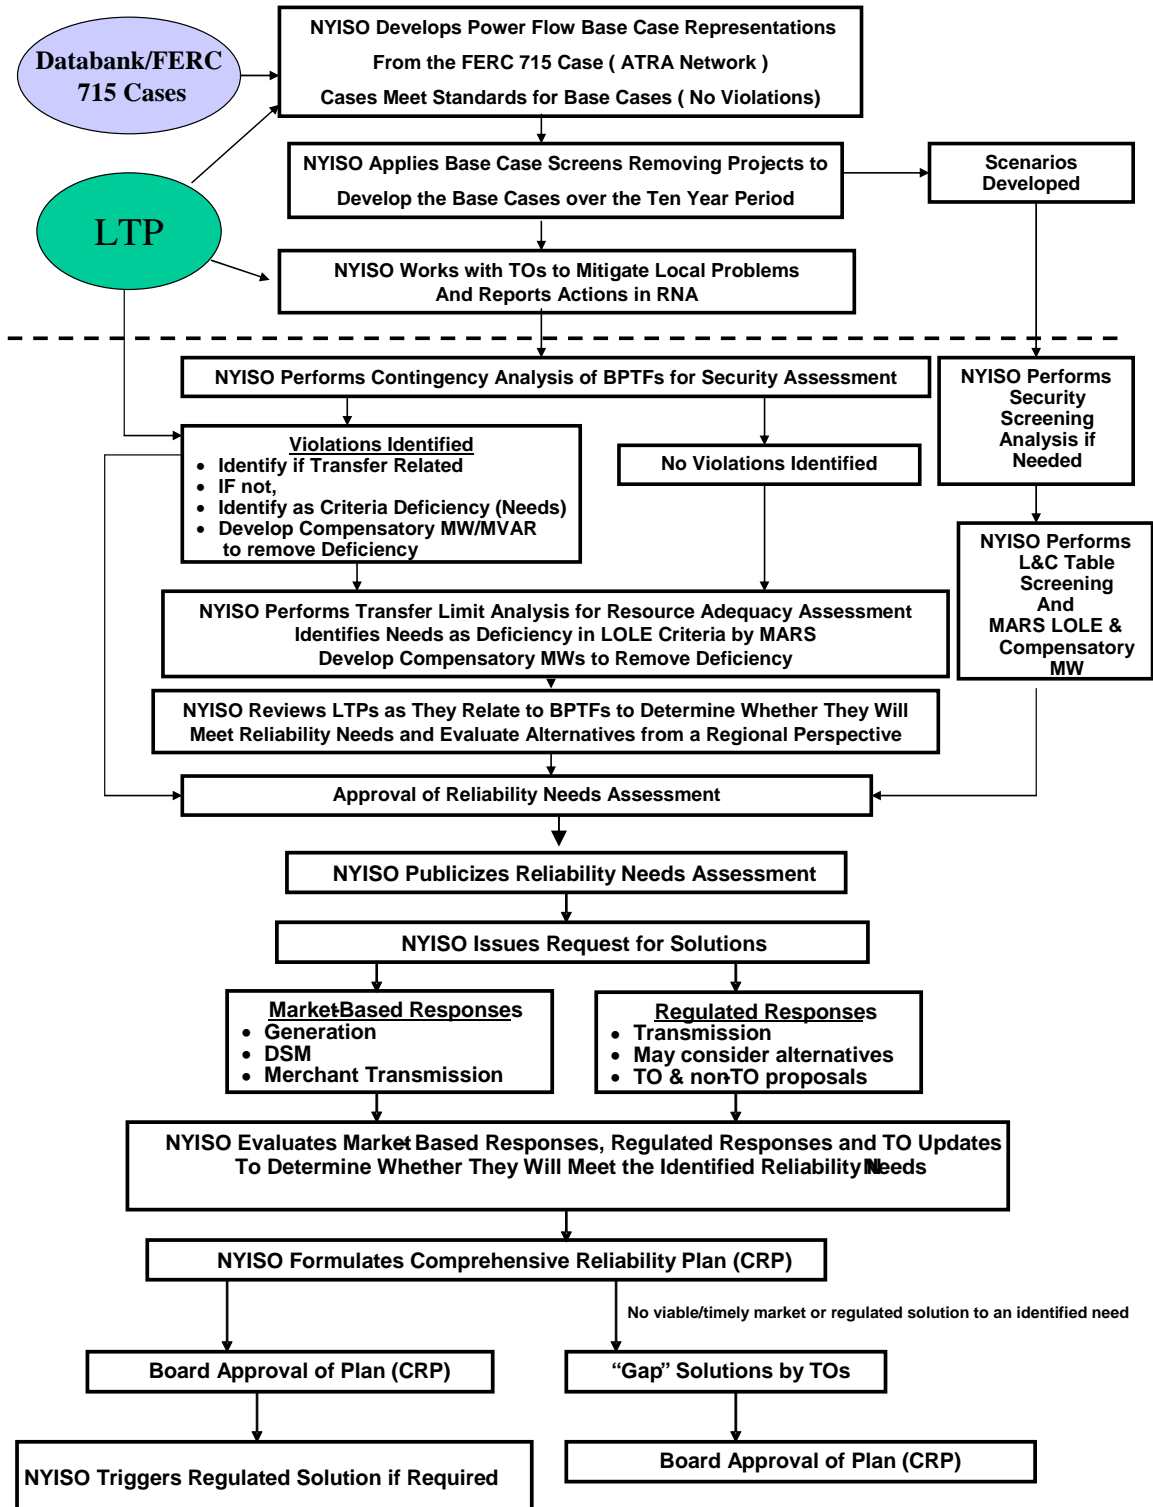 Databank/FERC
715 Cases
NYISO Develops Power Flow Base Case Representations
From the FERC 715 Case ( ATRA Network )
Cases Meet Standards for Base Cases ( No Violations)
LTP
NYISO Applies Base Case Screens Removing Projects to
Develop the Base Cases over the Ten Year Period
Scenarios
Developed
NYISO Works with TOs to Mitigate Local Problems
And Reports Actions in RNA
NYISO Performs Contingency Analysis of BPTFs for Security Assessment
NYISO Performs
Security
Screening
Analysis if
Needed
Violations Identified
• Identify if Transfer Related
• IF not,
• Identify as Criteria Deficiency (Needs)
• Develop Compensatory MW/MVAR
to remove Deficiency
No Violations Identified
NYISO Performs
L&C Table
Screening
And
MARS LOLE &
Compensatory
MW
NYISO Performs Transfer Limit Analysis for Resource Adequacy Assessment
Identifies Needs as Deficiency in LOLE Criteria by MARS
Develop Compensatory MWs to Remove Deficiency
NYISO Reviews LTPs as They Relate to BPTFs to Determine Whether They Will
Meet Reliability Needs and Evaluate Alternatives from a Regional Perspective
Approval of Reliability Needs Assessment
NYISO Publicizes Reliability Needs Assessment
NYISO Issues Request for Solutions
Market-Based Responses
• Generation
• DSM
• Merchant Transmission
Regulated Responses
• Transmission
• May consider alternatives
• TO & non-TO proposals
NYISO Evaluates Market-Based Responses, Regulated Responses and TO Updates
To Determine Whether They Will Meet the Identified Reliability Needs
NYISO Formulates Comprehensive Reliability Plan (CRP)
No viable/timely market or regulated solution to an identified need
Board Approval of Plan (CRP)
“Gap” Solutions by TOs
NYISO Triggers Regulated Solution if Required
Board Approval of Plan (CRP)